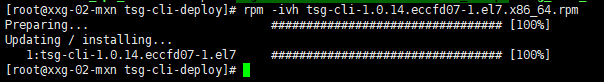 [root@xxg-02-mxn tsg-cli-deploy]# rpm -ivh tsg-cli-1.0.14.eccfd07-1.el7.x86_64.rpm
Preparing...                          ################################# [100%]
Updating / installing...
   1:tsg-cli-1.0.14.eccfd07-1.el7     ################################# [100%]
[root@xxg-02-mxn tsg-cli-deploy]#